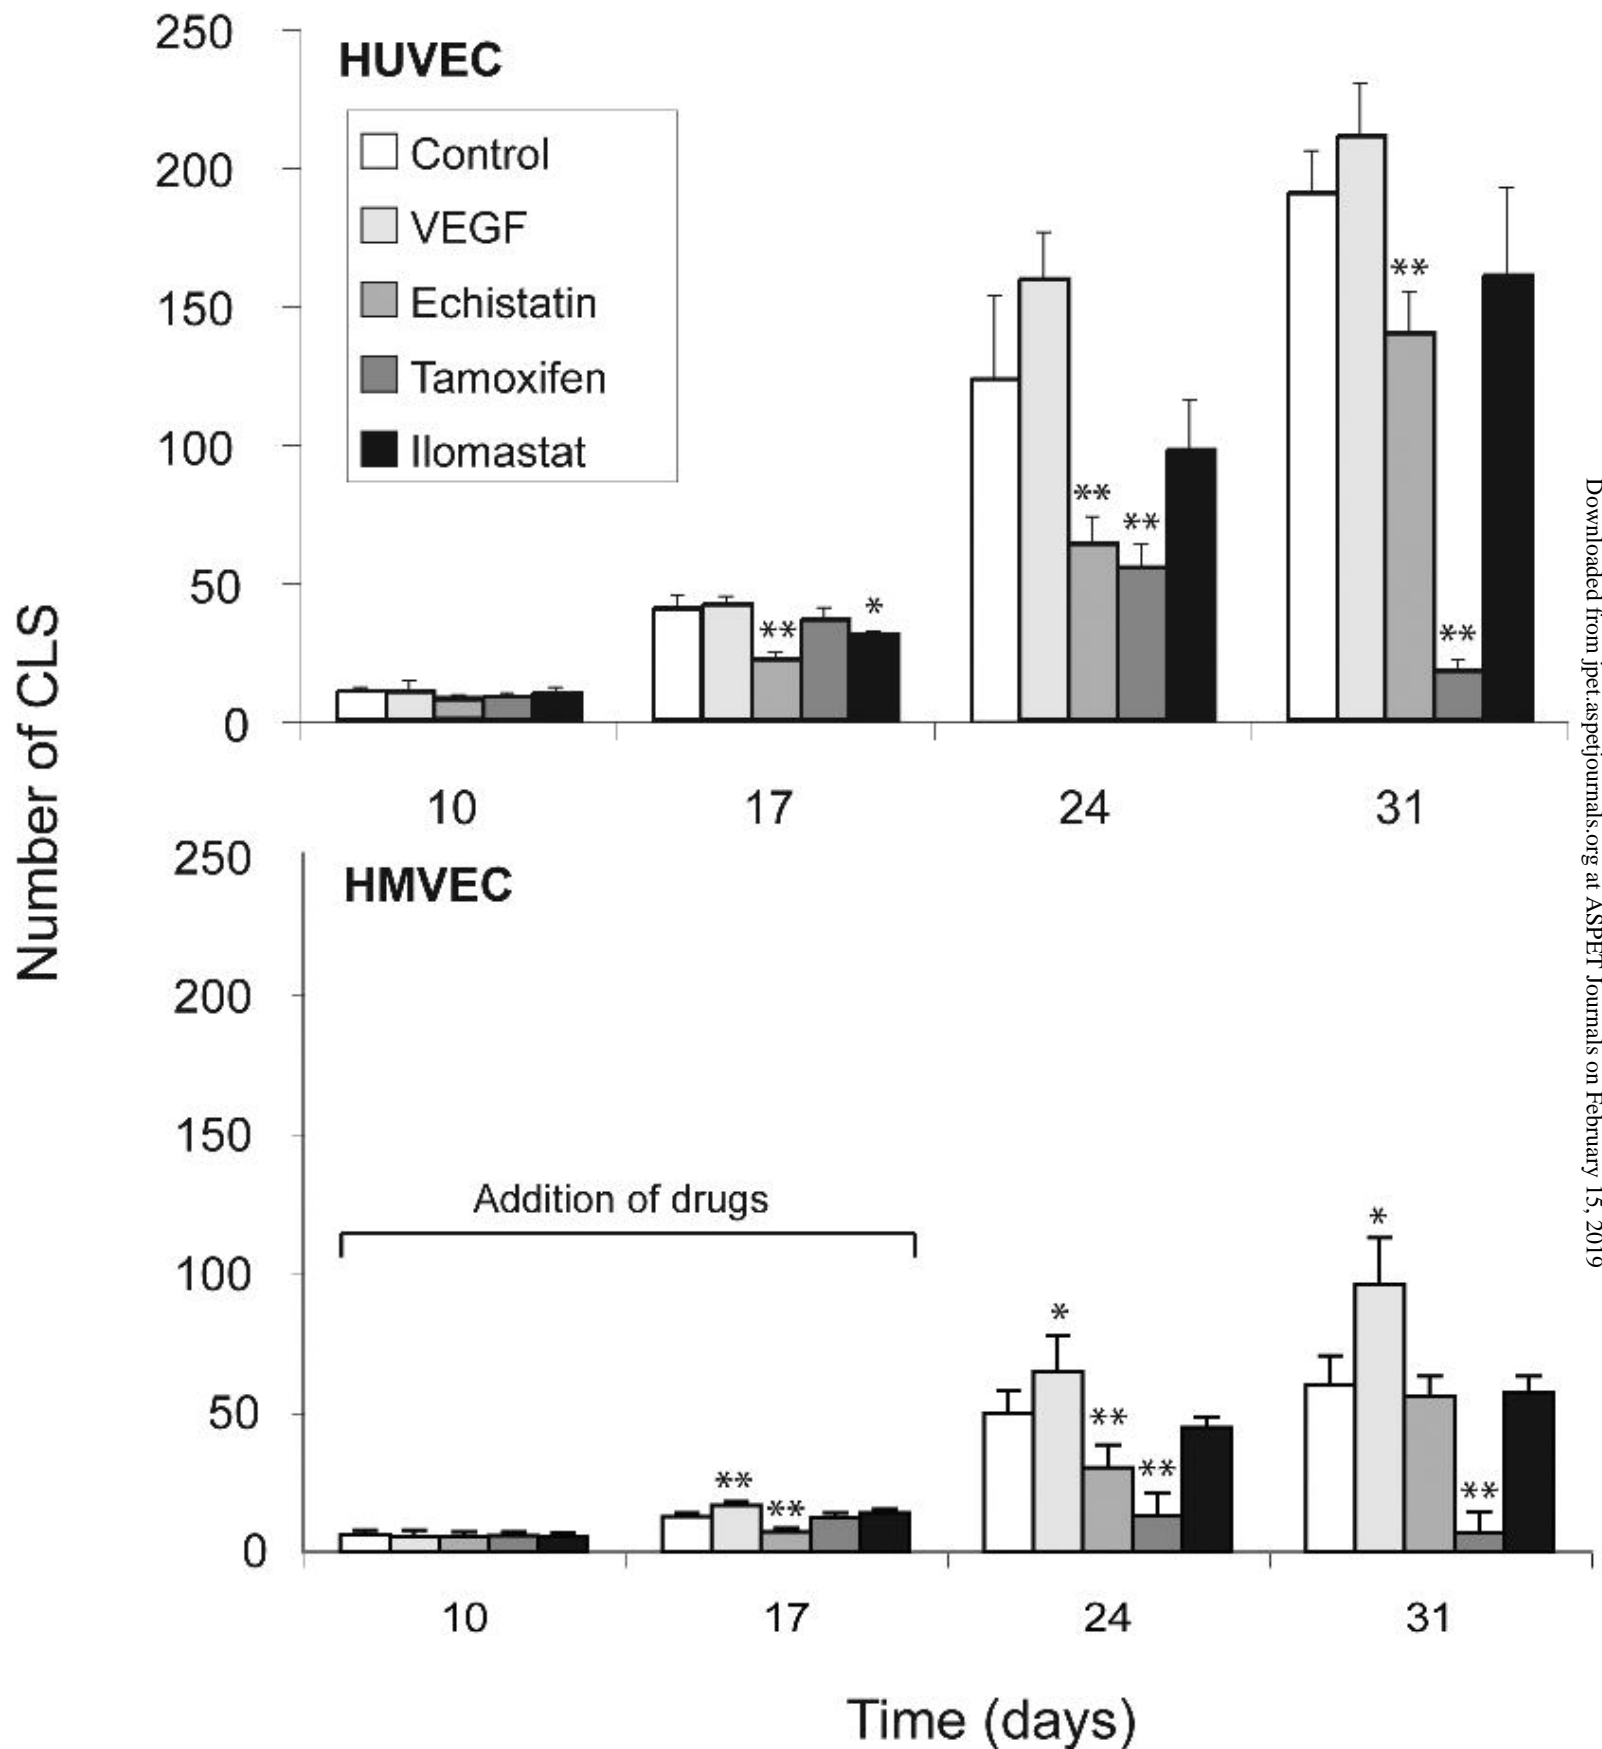 250
HUVEC
Control
200
VEGF
**
Echistatin
150
Tamoxifen
100
Ilomastat
**
**
50
*
**
**
0
10 17 24 31
Number of CLS
250
HMVEC
200
150
Addition of drugs
*
100
*
50
**
**
**
**
**
0
10 17 24 31
Time (days)
Downloaded from jpet.aspetjournals.org at ASPET Journals on February 15, 2019